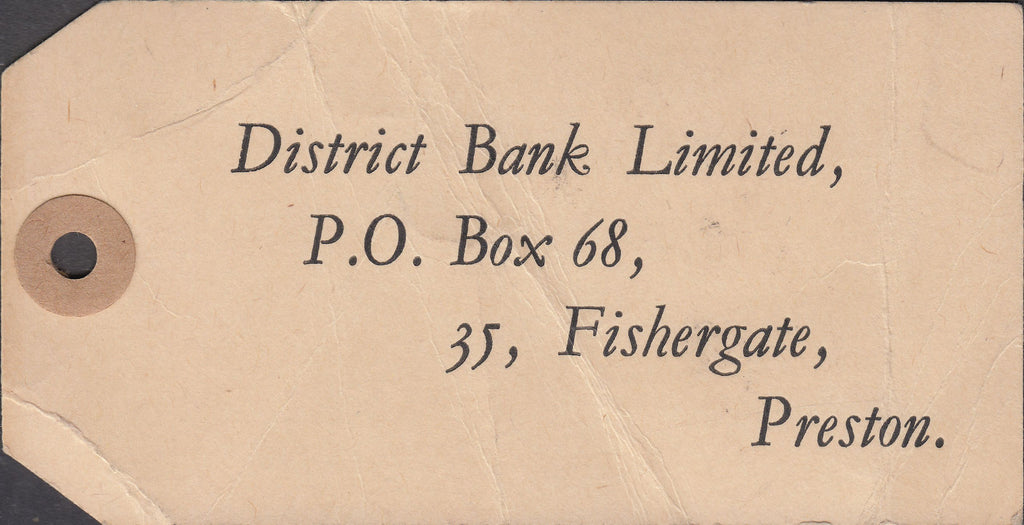 District Bank Limited,
P.O. Box 68,
35, Fishergate,
Preston.